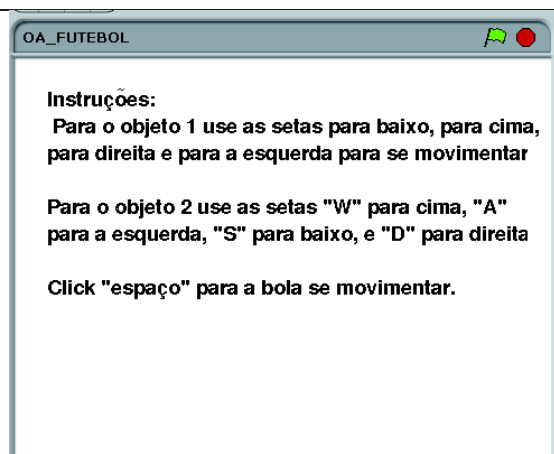 OA_FUTEBOL
Instruções:
Para o objeto 1 use as setas para baixo, para cima,
para direita e para a esquerda para se movimentar
Para o objeto 2 use as setas "W" para cima, "A"
para a esquerda, "S" para baixo, e "D" para direita
Click "espaço" para a bola se movimentar.